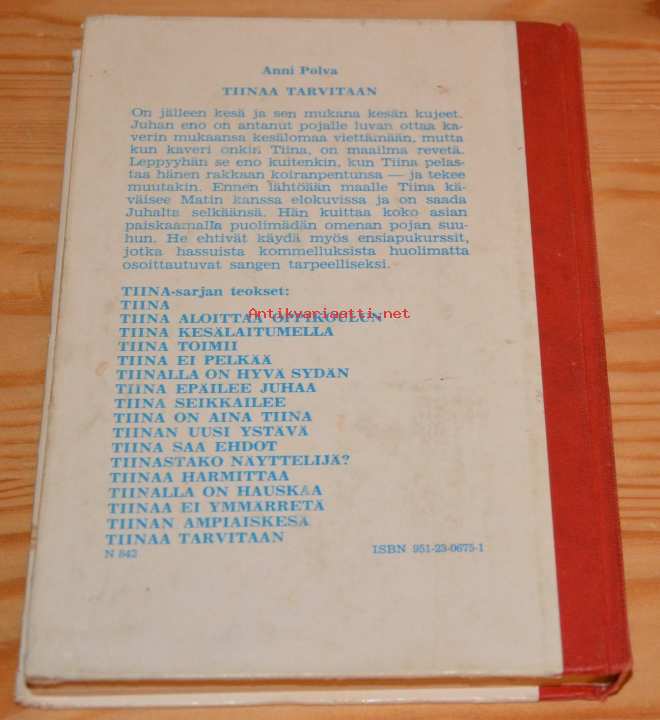 Anni Polva
TIINAA TARVITAAN
On jälleen kesä ja sen mukana kesän kujeet.
Juhan eno on antanut pojalle luvan ottaa ka-
verin mukaansa kesälomaa viettämään, mutta
kun kaveri onkin Tiina, on maailma revetä.
Leppyyhän se eno kuitenkin, kun Tiina pelas-
taa hänen rakkaan koiranpentunsa — ja tekee
muutakin. Ennen lähtöään maalle Tiina kä-
väisee Matin kanssa elokuvissa ja on saada
Juhalta selkäänsä. Hän kuittaa koko asian
paiskaamalla puolimädän omenan pojan suu-
hun. He ehtivät käydä myös ensiapukurssit,
jotka hassuista kommelluksista huolimatta
osoittautuvat sangen tarpeelliseksi.
TIINA-sarjan teokset:
TIINA
Antikvariaatti.net
TIINA ALOITTAA OPPIKOULUN
TIINA KESÄLAITUMELLA
TIINA TOIMII
TIINA EI PELKÄÄ
TIINALLA ON HYVÄ SYDÄN
TIINA EPÄILEE JUHAA
TIINA SEIKKAILEE
TIINA ON AINA TIINA
TIINAN UUSI YSTÄVÄ
TIINA SAA EHDOT
TIINASTAKO NÄYTTELIJÄ?
TIINAA HARMITTAA
TIINALLA ON HAUSKAA
TIINAA EI YMMÄRRETÄ
TIINAN AMPIAISKESÄ
TIINAA TARVITAAN
N 842 ISBN 951-23-0675-1